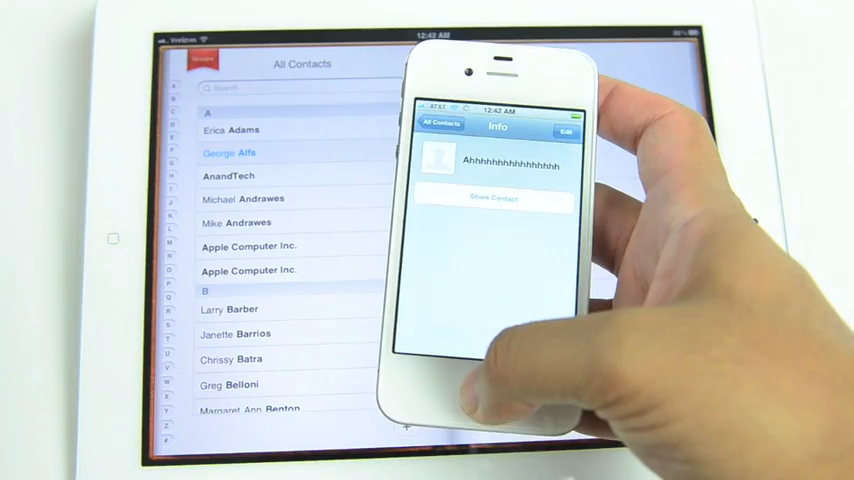 Verizon
12:42 AM
Groups
All Contacts
Search
A
Erica Adams
George Alfs
AnandTech
Michael Andrawes
Mike Andrawes
Apple Computer Inc.
Apple Computer Inc.
B
Larry Barber
Janette Barrios
Chrissy Batra
Greg Belloni
Margaret Ann Benton
AT&T
12:42 AM
All Contacts
Info
Edit
Ahhhhhhhhhhhhhhhh
Share Contact